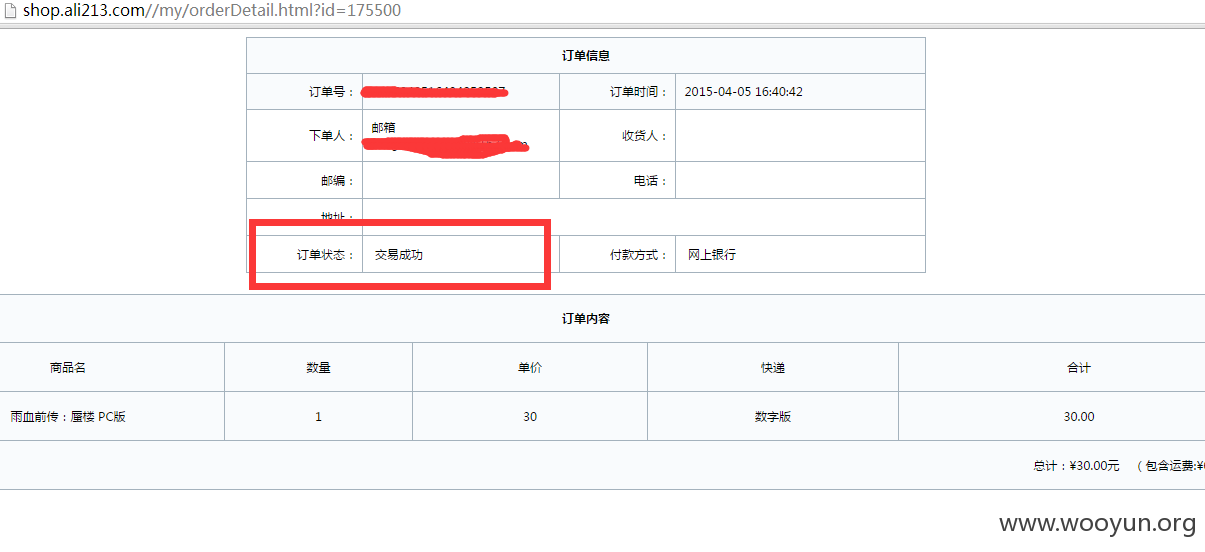 shop.ali213.com//my/orderDetail.html?id=175500
订单信息
订单号： 订单时间： 2015-04-05 16:40:42
下单人： 邮箱 收货人：
邮编： 电话：
地址：
订单状态： 交易成功 付款方式： 网上银行
订单内容
商品名 数量 单价 快递 合计
雨血前传：蜃楼 PC版 1 30 数字版 30.00
总计：¥30.00元 （包含运费:¥
www.wooyun.org